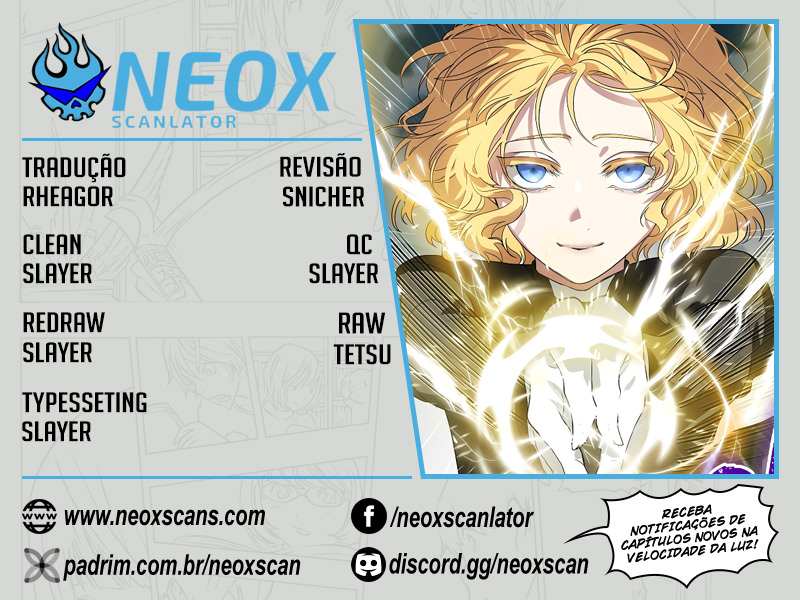 NEOX
SCANLATOR
TRADUÇÃO
RHEAGOR
REVISÃO
SNICHER
CLEAN
SLAYER
QC
SLAYER
REDRAW
SLAYER
RAW
TETSU
TYPESSETING
SLAYER
www.neoxscans.com
/neoxscanlator
padrim.com.br/neoxscan
discord.gg/neoxscan
RECEBA
NOTIFICAÇÕES DE
CAPÍTULOS NOVOS NA
VELOCIDADE DA LUZ!